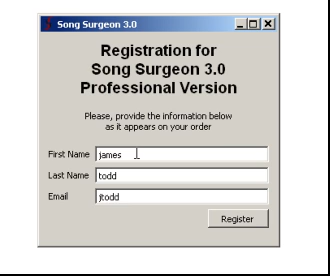 Song Surgeon 3.0
Registration for
Song Surgeon 3.0
Professional Version
Please, provide the information below
as it appears on your order
First Name james
Last Name todd
Email jtodd
Register